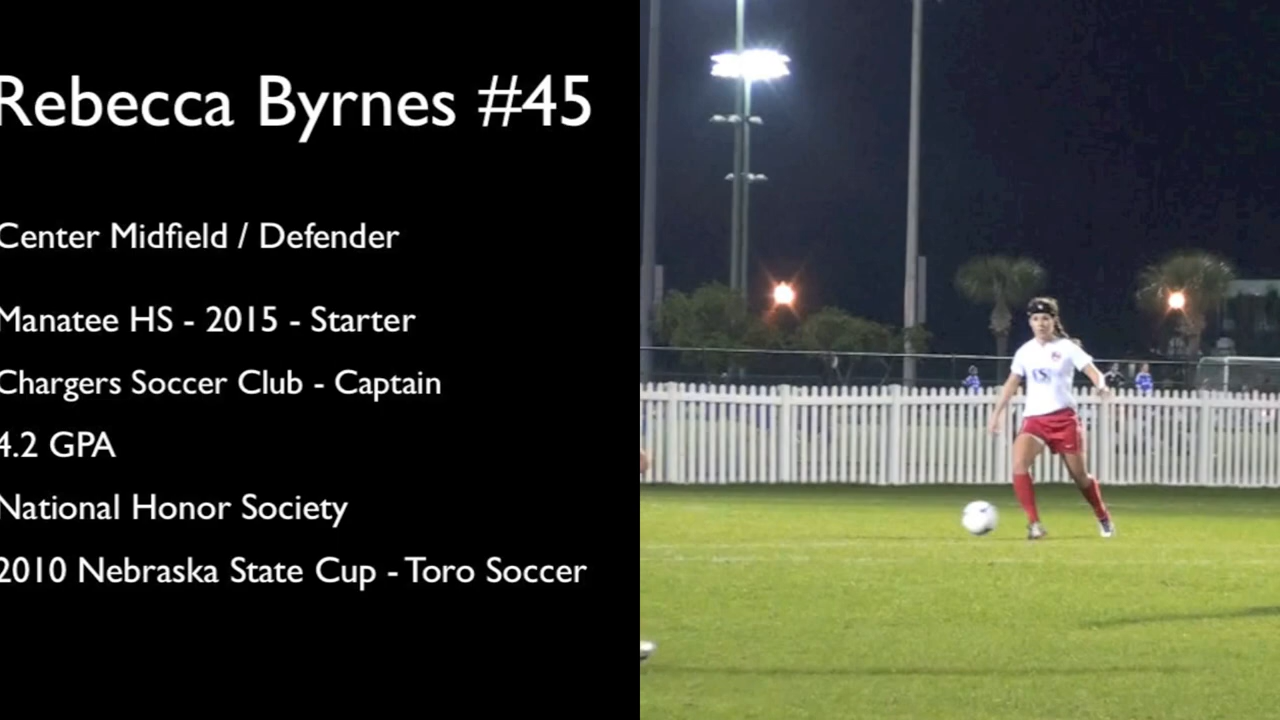 Rebecca Byrnes #45
Center Midfield / Defender
Manatee HS - 2015 - Starter
Chargers Soccer Club - Captain
4.2 GPA
National Honor Society
2010 Nebraska State Cup - Toro Soccer